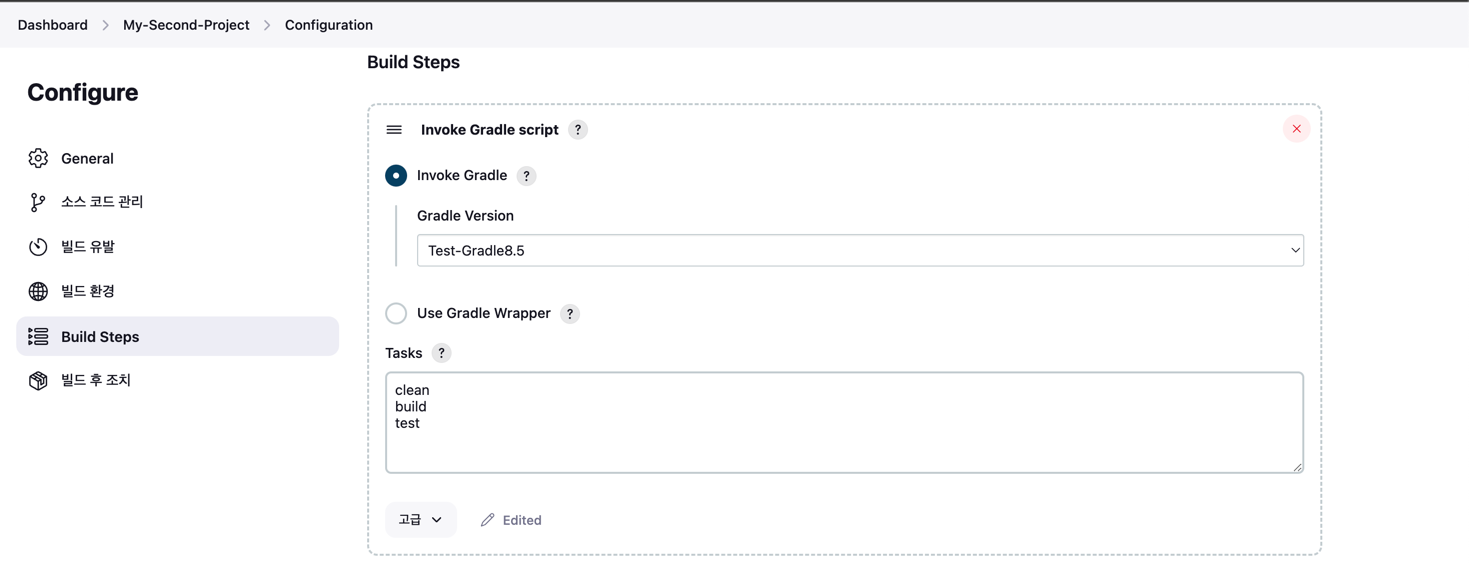 Dashboard > My-Second-Project > Configuration
Build Steps
Configure
General
소스 코드 관리
빌드 유발
빌드 환경
Build Steps
빌드 후 조치
Invoke Gradle script ?
Invoke Gradle ?
Gradle Version
Test-Gradle8.5
Use Gradle Wrapper ?
Tasks ?
clean
build
test
고급
Edited